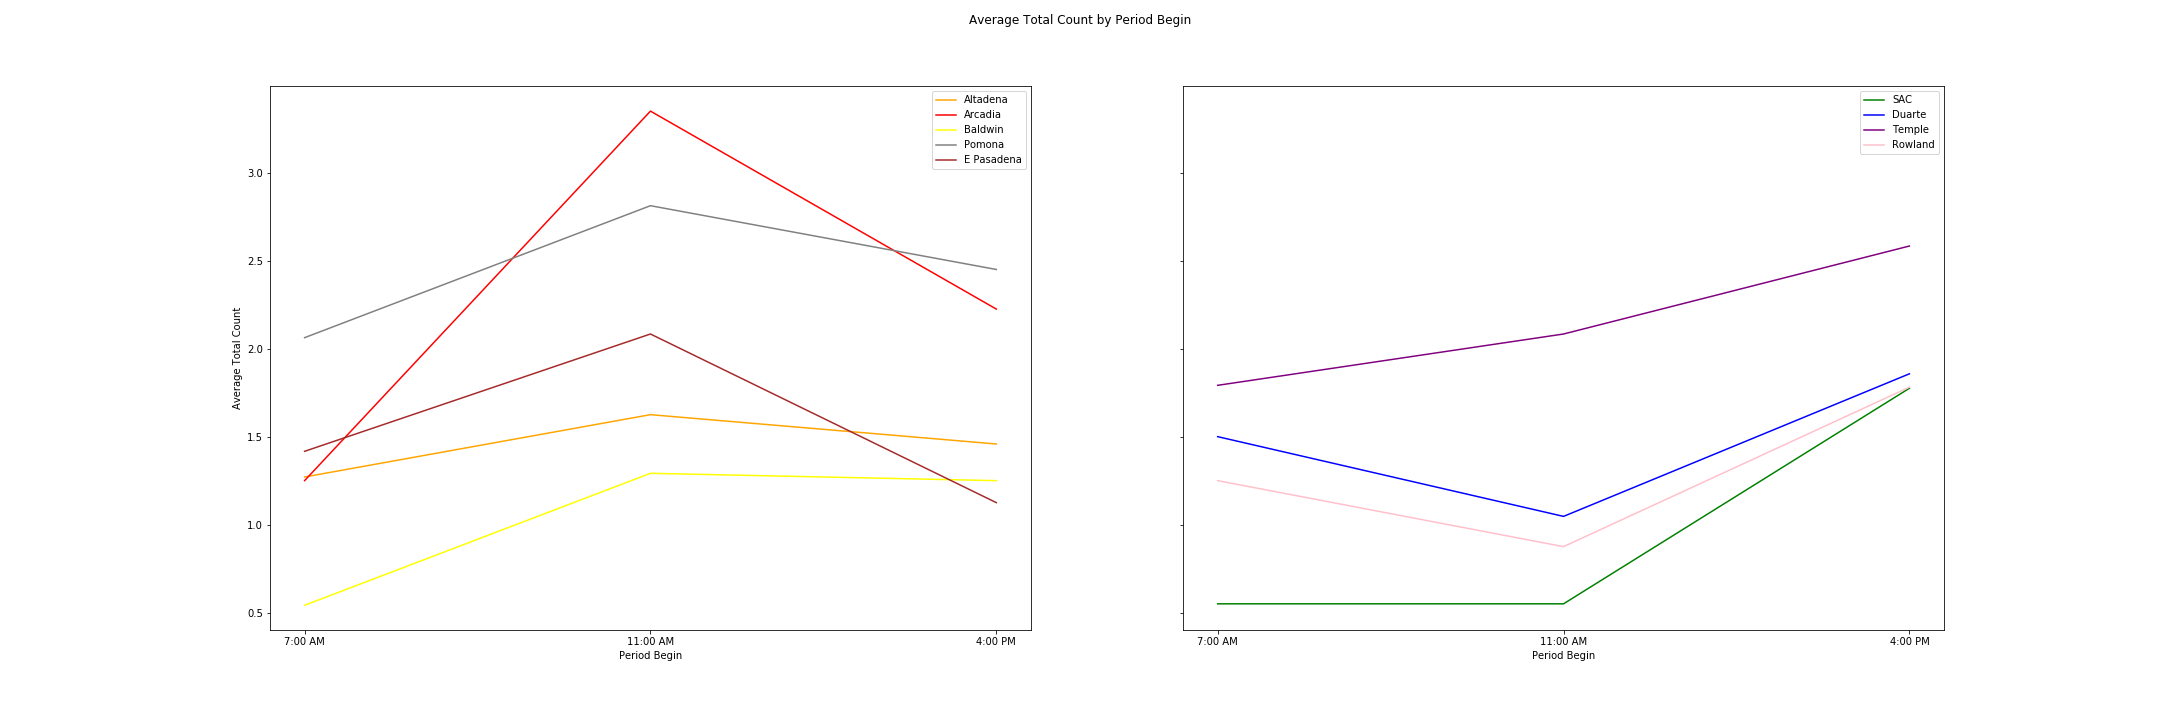 Average Total Count by Period Begin
Altadena
Arcadia
Baldwin
Pomona
E Pasadena
3.0
2.5
2.0
1.5
1.0
0.5
Average Total Count
7:00 AM
11:00 AM
4:00 PM
Period Begin
SAC
Duarte
Temple
Rowland
7:00 AM
11:00 AM
4:00 PM
Period Begin